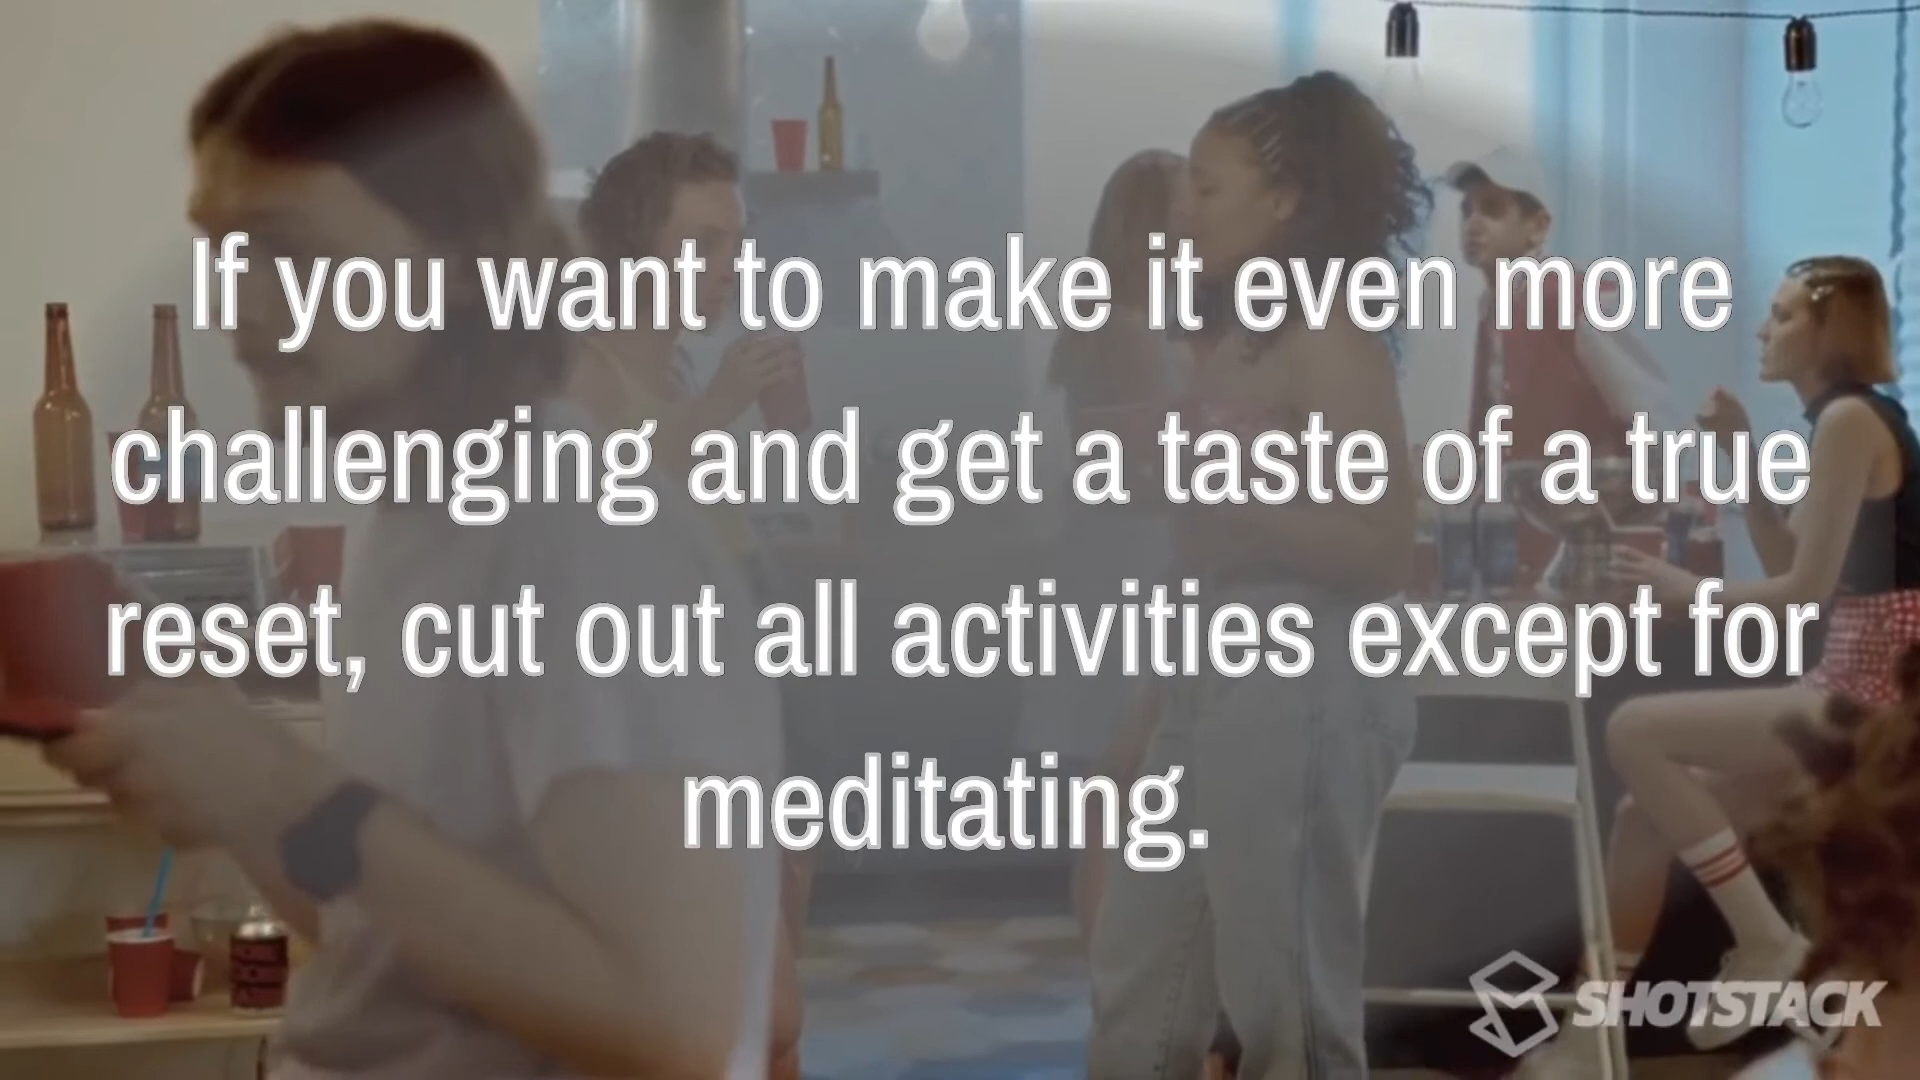 If you want to make it even more
challenging and get a taste of a true
reset, cut out all activities except for
meditating.
SHOTSTACK